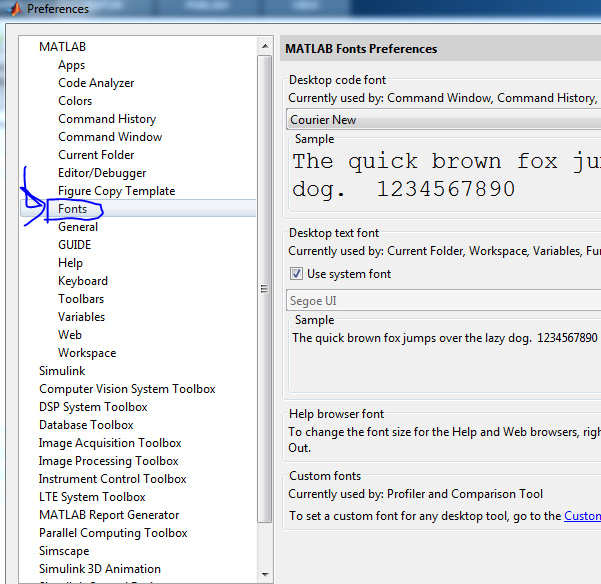 Preferences
MATLAB
Apps
Code Analyzer
Colors
Command History
Command Window
Current Folder
Editor/Debugger
Figure Copy Template
Fonts
General
GUIDE
Help
Keyboard
Toolbars
Variables
Web
Workspace
Simulink
Computer Vision System Toolbox
DSP System Toolbox
Database Toolbox
Image Acquisition Toolbox
Image Processing Toolbox
Instrument Control Toolbox
LTE System Toolbox
MATLAB Report Generator
Parallel Computing Toolbox
Simscape
Simulink 3D Animation
MATLAB Fonts Preferences
Desktop code font
Currently used by: Command Window, Command History,
Courier New
Sample
The quick brown fox ju
dog. 1234567890
Desktop text font
Currently used by: Current Folder, Workspace, Variables, Fu
Use system font
Segoe UI
Sample
The quick brown fox jumps over the lazy dog. 1234567890
Help browser font
To change the font size for the Help and Web browsers, righ
Out.
Custom fonts
Currently used by: Profiler and Comparison Tool
To set a custom font for any desktop tool, go to the Custon